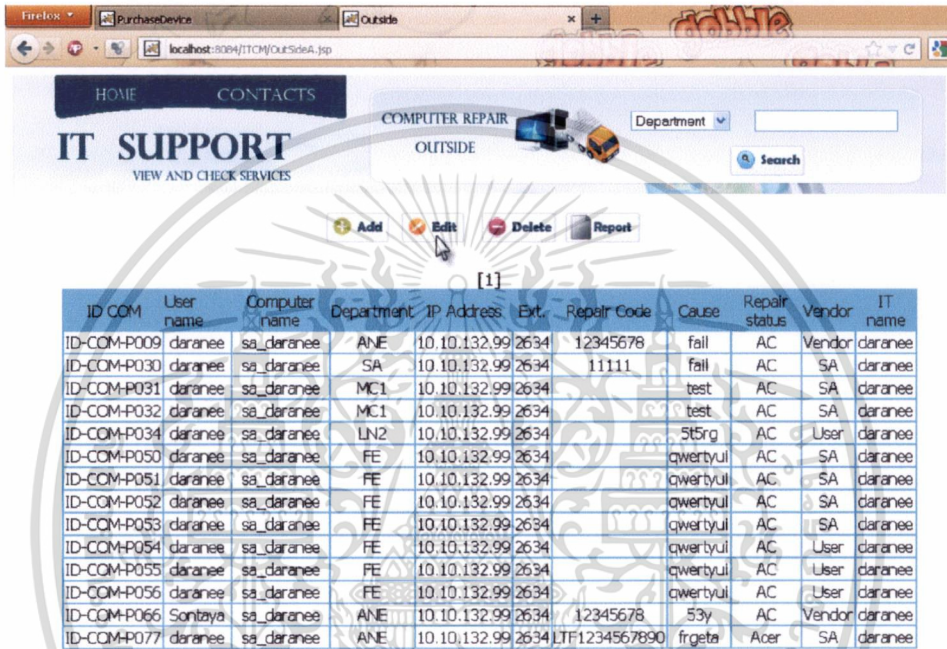 Firefox
PurchaseDevice × Outside × +
localhost:8084/ITCM/OutSideA.jsp
HOME CONTACTS
IT SUPPORT
VIEW AND CHECK SERVICES
COMPUTER REPAIR
OUTSIDE
Department
Search
Add Edit Delete Report
[1]
ID COM User name Computer name Department IP Address Ext. Repair Code Cause Repair status Vendor IT name
ID-COM-P009 daranee sa_daranee ANE 10.10.132.99 2634 12345678 fail AC Vendor daranee
ID-COM-P030 daranee sa_daranee SA 10.10.132.99 2634 11111 fail AC SA daranee
ID-COM-P031 daranee sa_daranee MC1 10.10.132.99 2634 test AC SA daranee
ID-COM-P032 daranee sa_daranee MC1 10.10.132.99 2634 test AC SA daranee
ID-COM-P034 daranee sa_daranee LN2 10.10.132.99 2634 5t5rg AC User daranee
ID-COM-P050 daranee sa_daranee FE 10.10.132.99 2634 qwertyui AC SA daranee
ID-COM-P051 daranee sa_daranee FE 10.10.132.99 2634 qwertyui AC SA daranee
ID-COM-P052 daranee sa_daranee FE 10.10.132.99 2634 qwertyui AC SA daranee
ID-COM-P053 daranee sa_daranee FE 10.10.132.99 2634 qwertyui AC SA daranee
ID-COM-P054 daranee sa_daranee FE 10.10.132.99 2634 qwertyui AC User daranee
ID-COM-P055 daranee sa_daranee FE 10.10.132.99 2634 qwertyui AC User daranee
ID-COM-P056 daranee sa_daranee FE 10.10.132.99 2634 qwertyui AC User daranee
ID-COM-P066 Sontaya sa_daranee ANE 10.10.132.99 2634 12345678 53y AC Vendor daranee
ID-COM-P077 daranee sa_daranee ANE 10.10.132.99 2634 LTF1234567890 frgeta Acer SA daranee